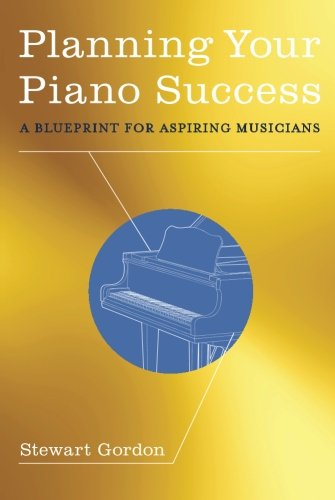 Planning Your
Piano Success
A BLUEPRINT FOR ASPIRING MUSICIANS
Stewart Gordon